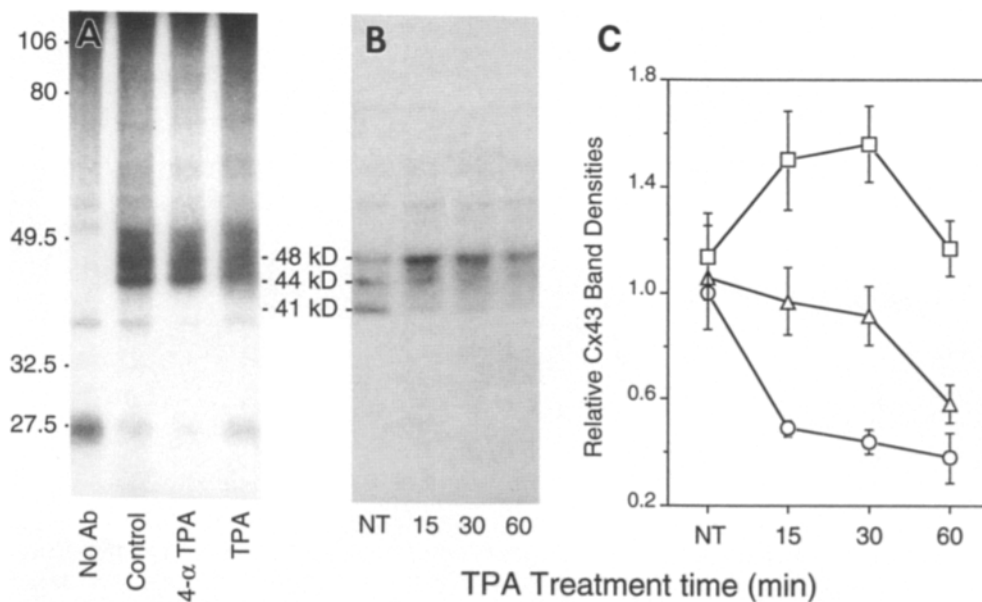 A
106 -
80 -
49.5 -
32.5 -
27.5 -
No Ab
Control
4-α TPA
TPA
B
- 48 kD -
- 44 kD -
- 41 kD -
NT 15 30 60
C
Relative Cx43 Band Densities
1.8
1.4
1.0
0.6
0.2
NT 15 30 60
TPA Treatment time (min)